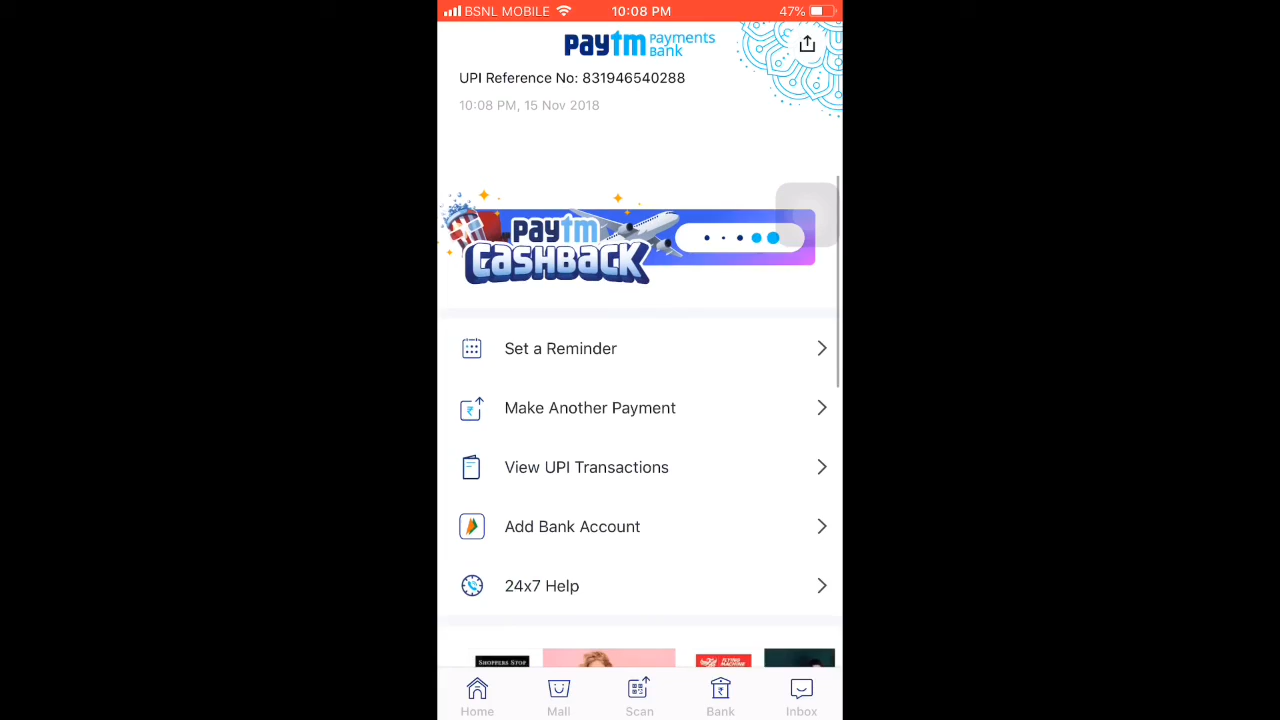 BSNL MOBILE 10:08 PM 47%
paytm payments bank
UPI Reference No: 831946540288
10:08 PM, 15 Nov 2018
paytm
CASHBACK
Set a Reminder
Make Another Payment
View UPI Transactions
Add Bank Account
24x7 Help
SHOPPERS STOP
Home Mall Scan Bank Inbox